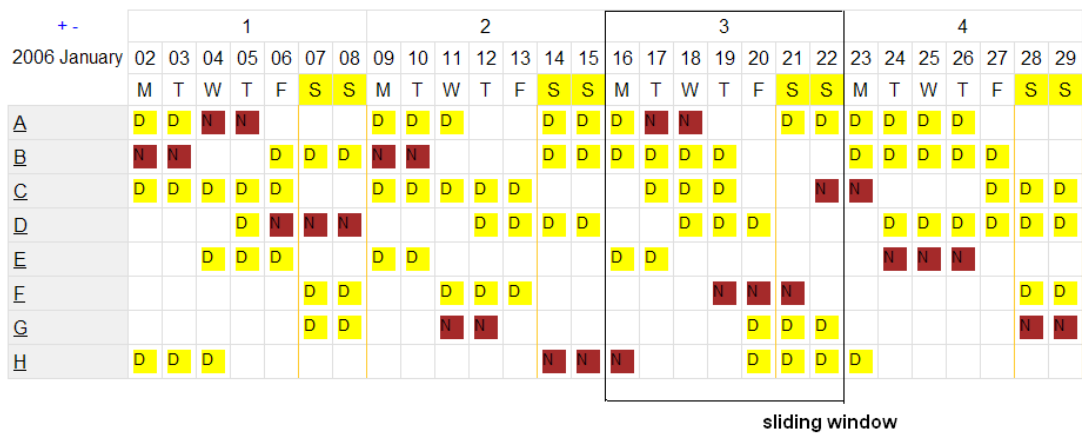 + - 1 2 3 4
2006 January 02 03 04 05 06 07 08 09 10 11 12 13 14 15 16 17 18 19 20 21 22 23 24 25 26 27 28 29
M T W T F S S M T W T F S S M T W T F S S M T W T F S S
A D D N N D D D D D D N N D D D D D D
B N N D D D N N D D D D D D D D D D D
C D D D D D D D D D D D D D N N D D D
D D N N N D D D D D D D D D D D D D
E D D D D D D D N N N
F D D D D D N N N D D
G D D N N D D D N N
H D D D N N N D D D D
sliding window